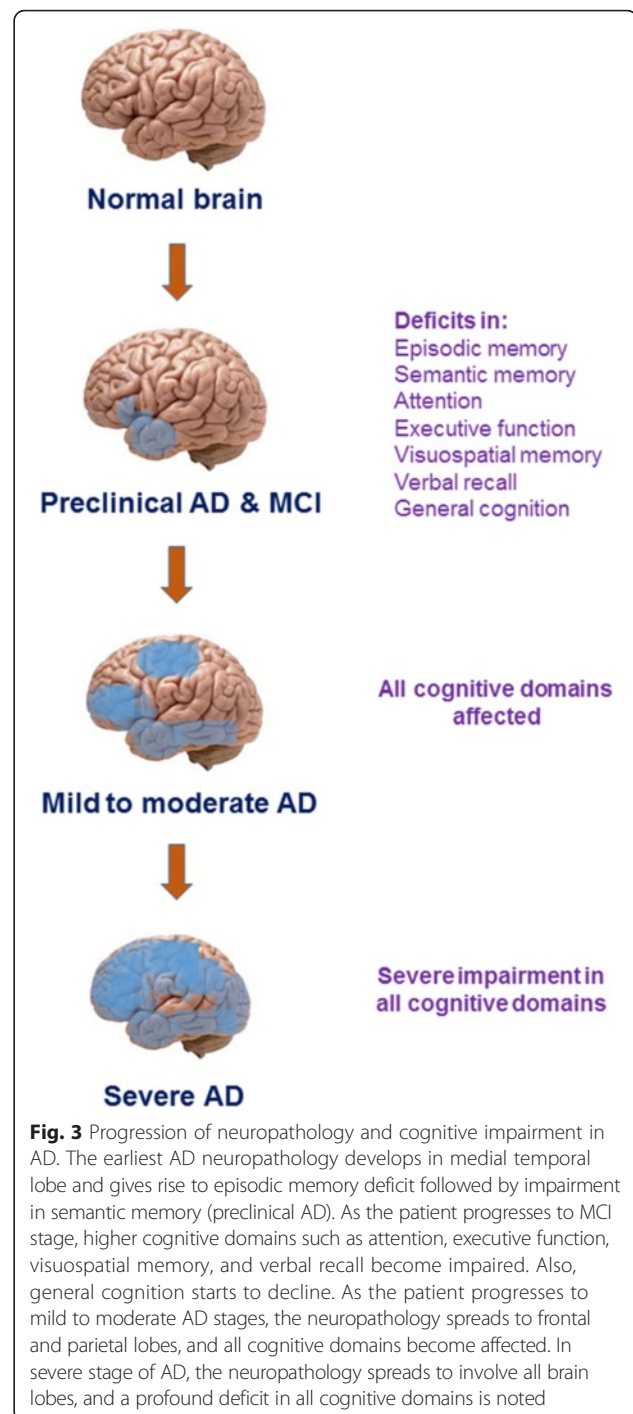 Normal brain
Deficits in:
Episodic memory
Semantic memory
Attention
Executive function
Visuospatial memory
Verbal recall
General cognition
Preclinical AD & MCI
All cognitive domains
affected
Mild to moderate AD
Severe impairment in
all cognitive domains
Severe AD
Fig. 3 Progression of neuropathology and cognitive impairment in
AD. The earliest AD neuropathology develops in medial temporal
lobe and gives rise to episodic memory deficit followed by impairment
in semantic memory (preclinical AD). As the patient progresses to MCI
stage, higher cognitive domains such as attention, executive function,
visuospatial memory, and verbal recall become impaired. Also,
general cognition starts to decline. As the patient progresses to
mild to moderate AD stages, the neuropathology spreads to frontal
and parietal lobes, and all cognitive domains become affected. In
severe stage of AD, the neuropathology spreads to involve all brain
lobes, and a profound deficit in all cognitive domains is noted